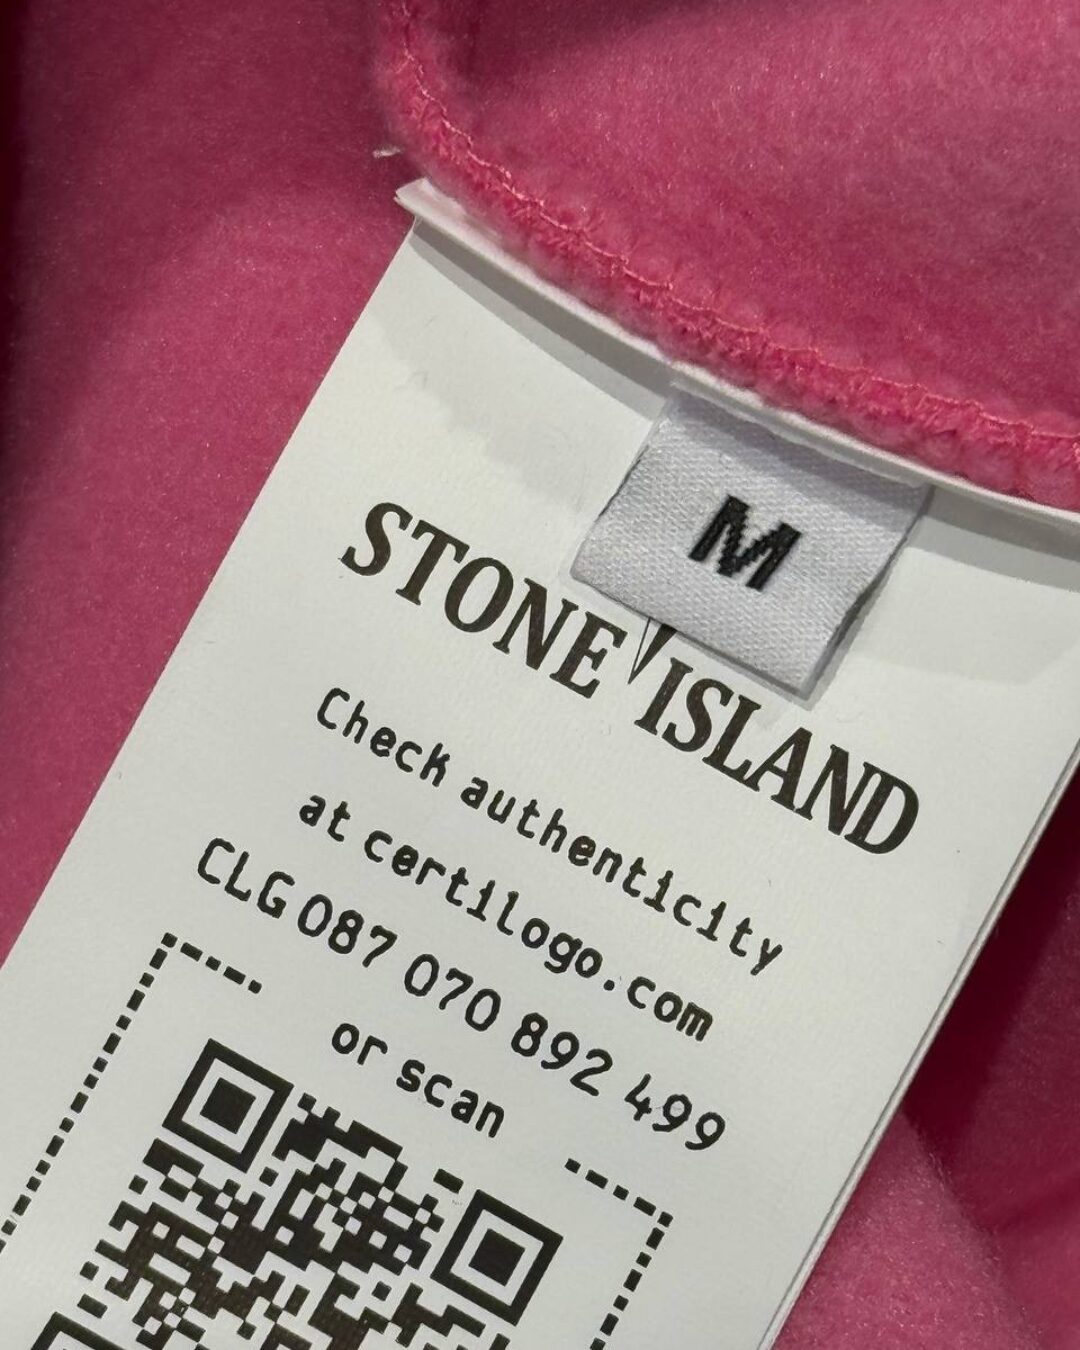 M
STONE ISLAND
Check authenticity
at certilogo.com
CLG 087 070 892 499
or scan